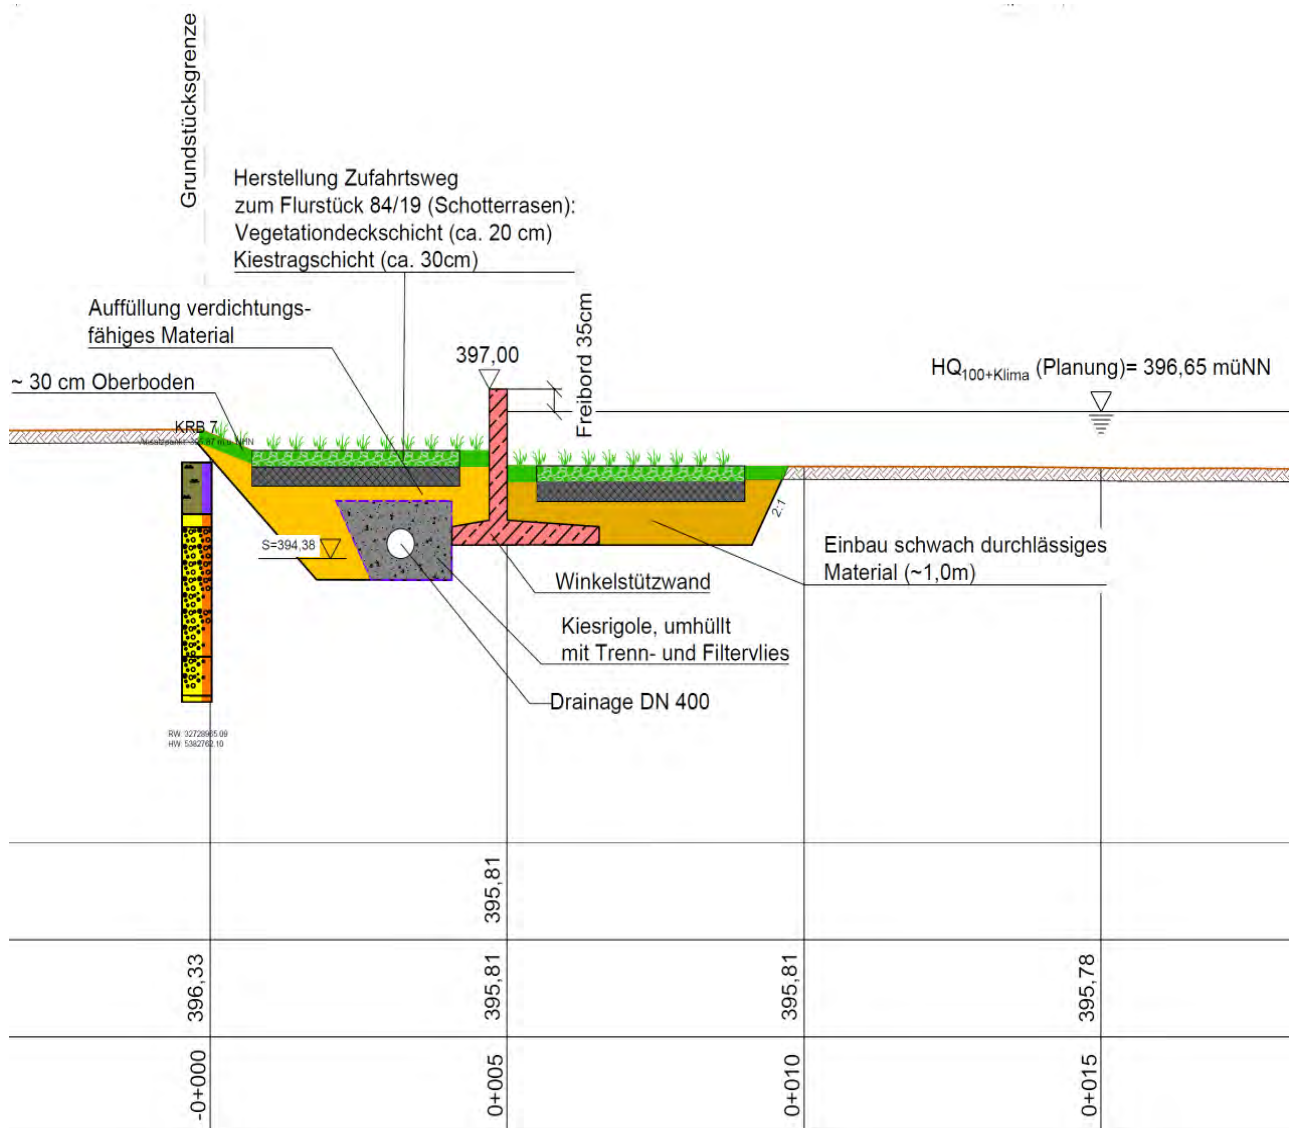 Grundstücksgrenze
Herstellung Zufahrtsweg
zum Flurstück 84/19 (Schotterrasen):
Vegetationdeckschicht (ca. 20 cm)
Kiestragschicht (ca. 30cm)
Auffüllung verdichtungs-
fähiges Material
~ 30 cm Oberboden
397,00
Freibord 35cm
HQ100+Klima (Planung)= 396,65 müNN
KRB 7
S=394,38
2:1
Einbau schwach durchlässiges
Material (~1,0m)
Winkelstützwand
Kiesrigole, umhüllt
mit Trenn- und Filtervlies
Drainage DN 400
HW: 5382762.10
395,81
396,33
395,81
395,81
395,78
-0+000
0+005
0+010
0+015